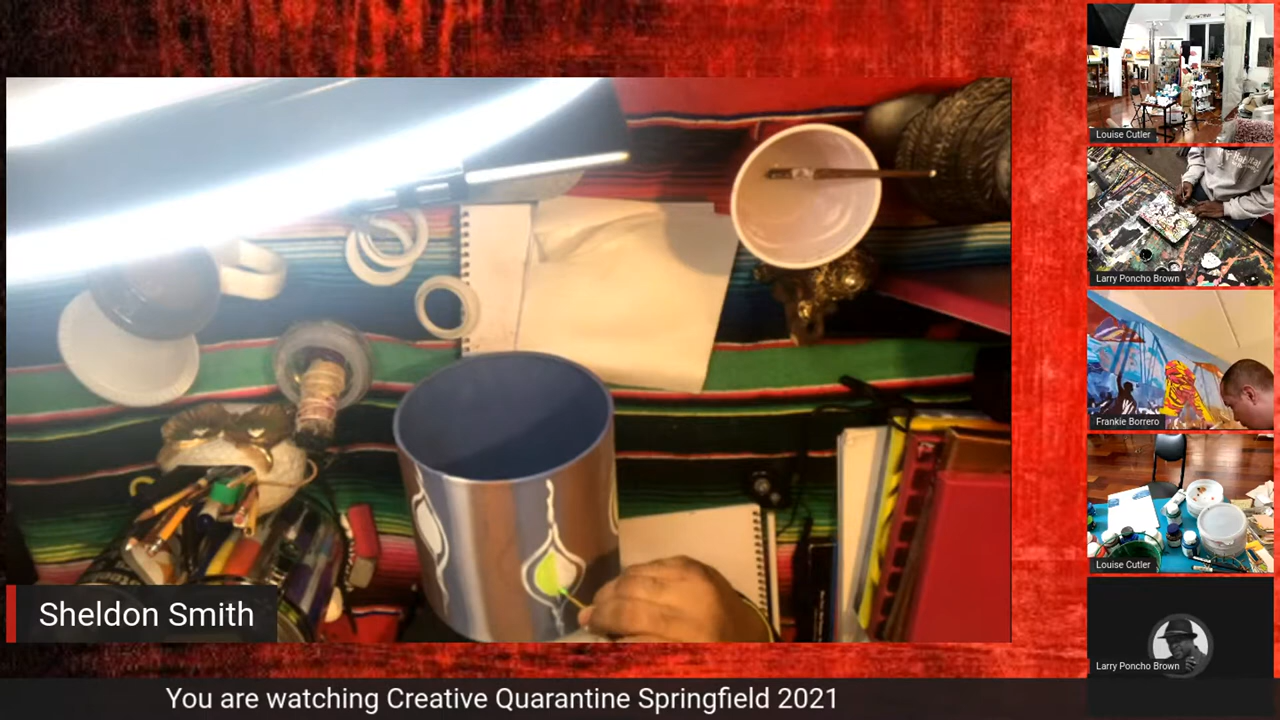 Louise Cutler
Larry Poncho Brown
Frankie Borrero
Louise Cutler
Larry Poncho Brown
Sheldon Smith
You are watching Creative Quarantine Springfield 2021